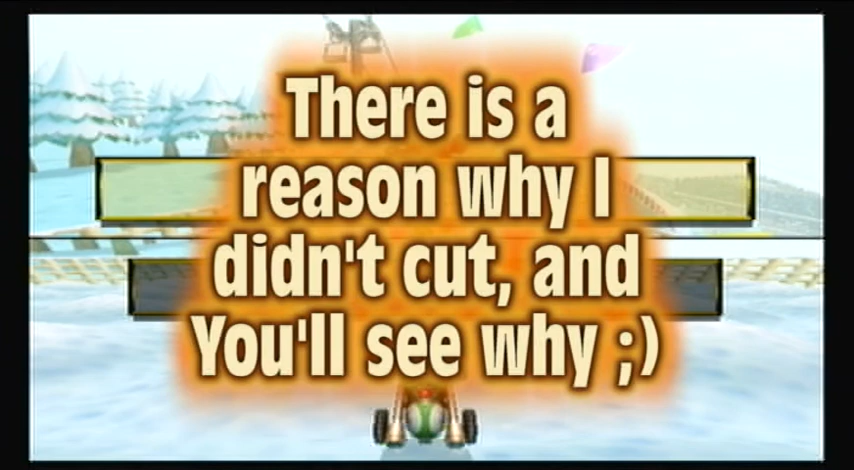 There is a
reason why I
didn't cut, and
You'll see why ;)